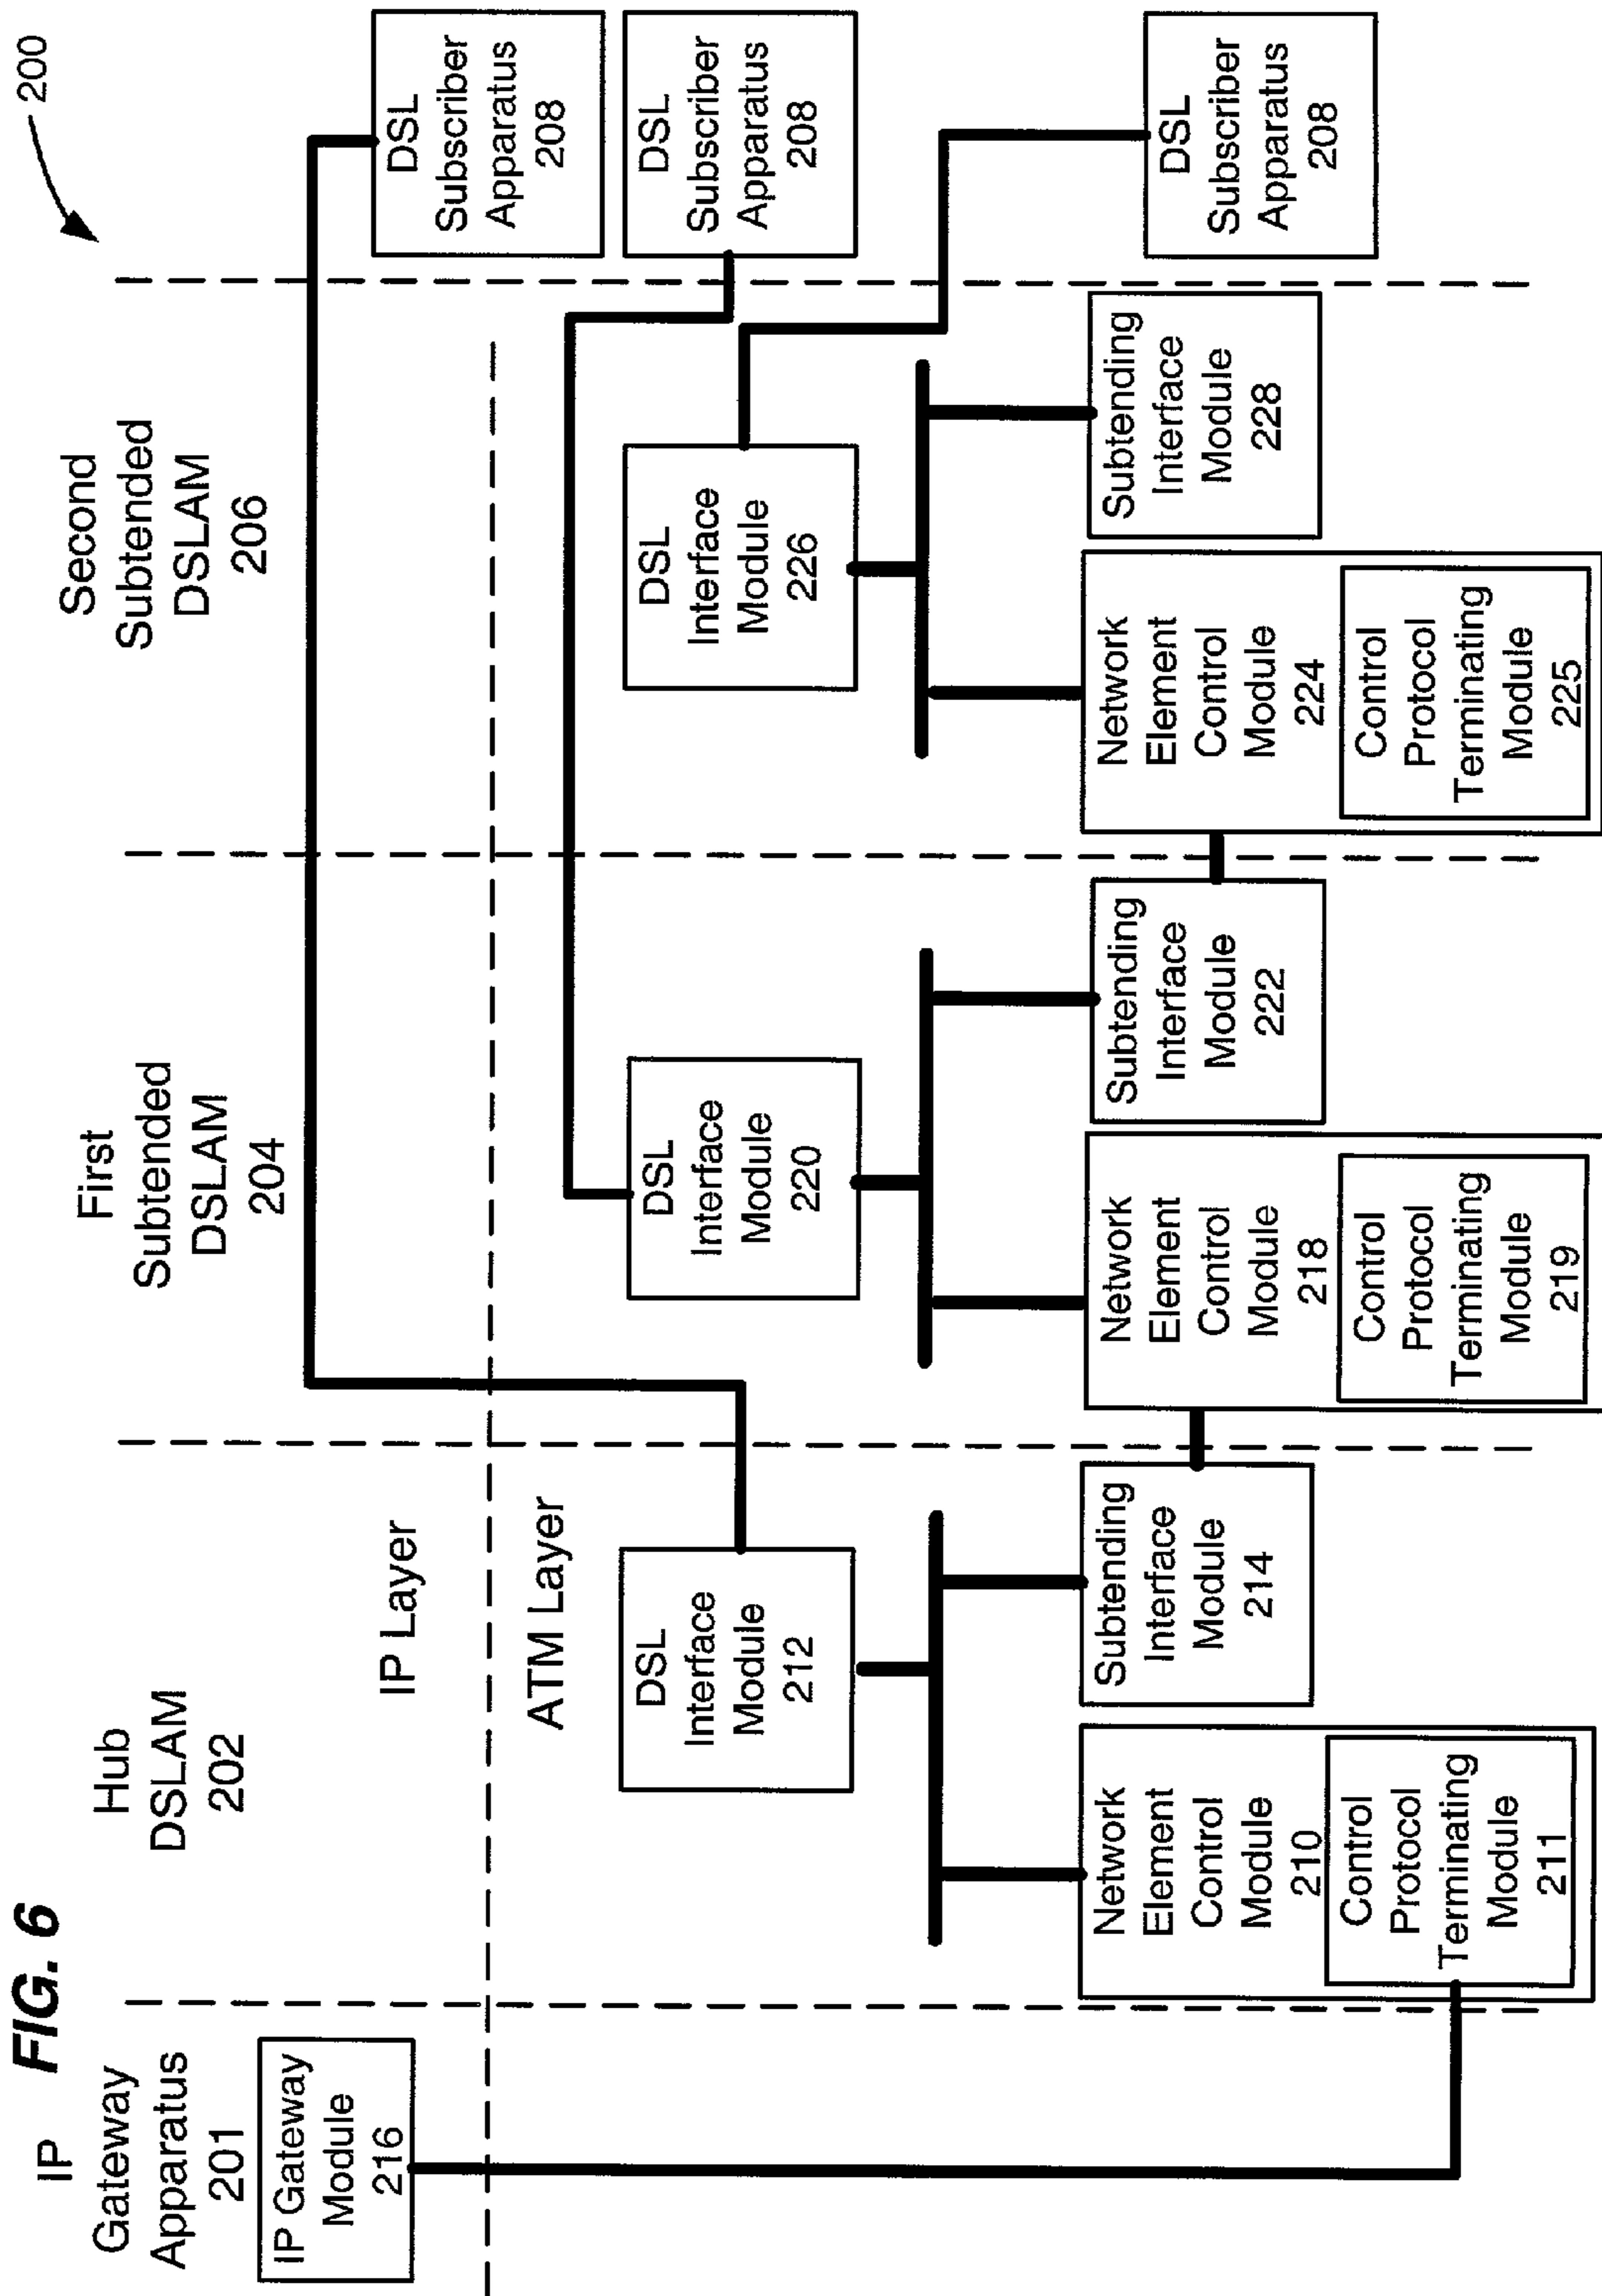 FIG. 6
200
IP
Gateway
Apparatus
201
Hub
DSLAM
202
First
Subtended
DSLAM
204
Second
Subtended
DSLAM
206
IP Gateway
Module
216
IP Layer
ATM Layer
DSL
Subscriber
Apparatus
208
DSL
Subscriber
Apparatus
208
DSL
Subscriber
Apparatus
208
DSL
Interface
Module
212
DSL
Interface
Module
220
DSL
Interface
Module
226
Network
Element
Control
Module
210
Control
Protocol
Terminating
Module
211
Subtending
Interface
Module
214
Network
Element
Control
Module
218
Control
Protocol
Terminating
Module
219
Subtending
Interface
Module
222
Network
Element
Control
Module
224
Control
Protocol
Terminating
Module
225
Subtending
Interface
Module
228